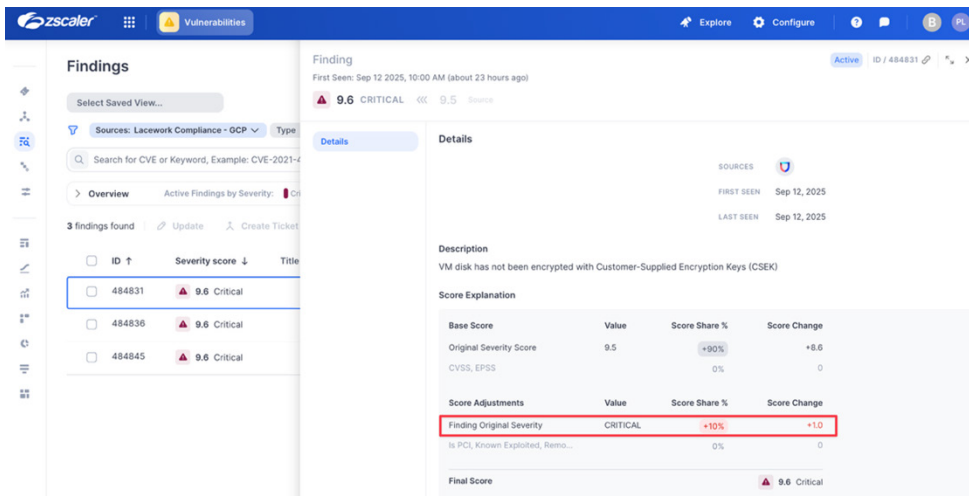 zscaler
Vulnerabilities
Explore
Configure
B
PL
Findings
Select Saved View...
Sources: Lacework Compliance - GCP
Type
Search for CVE or Keyword, Example: CVE-2021-4
Overview
Active Findings by Severity:
Cri
3 findings found
Update
Create Ticket
ID ↑ Severity score ↓ Title
484831 9.6 Critical
484836 9.6 Critical
484845 9.6 Critical
Finding
Active
ID / 484831
First Seen: Sep 12 2025, 10:00 AM (about 23 hours ago)
9.6 CRITICAL 9.5 Source
Details
Details
SOURCES
FIRST SEEN Sep 12, 2025
LAST SEEN Sep 12, 2025
Description
VM disk has not been encrypted with Customer-Supplied Encryption Keys (CSEK)
Score Explanation
Base Score Value Score Share % Score Change
Original Severity Score 9.5 +90% +8.6
CVSS, EPSS 0% 0
Score Adjustments Value Score Share % Score Change
Finding Original Severity CRITICAL +10% +1.0
Is PCI, Known Exploited, Remo... 0% 0
Final Score 9.6 Critical